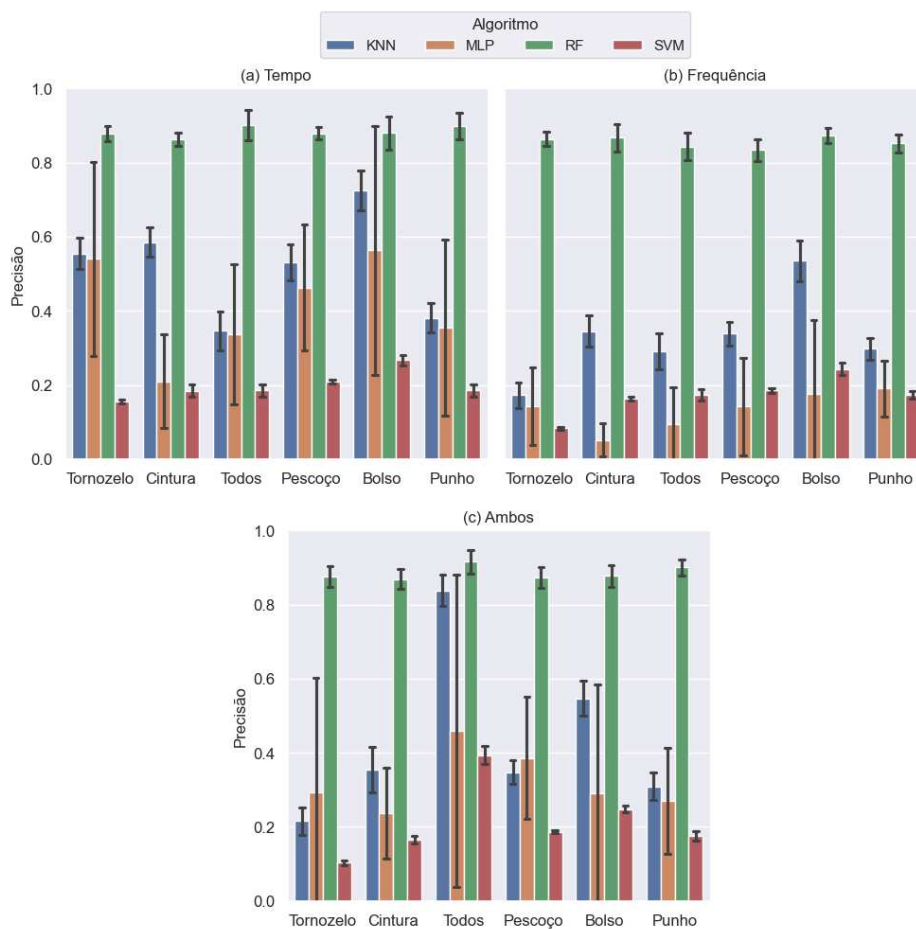 Algoritmo
KNN MLP RF SVM
(a) Tempo
(b) Frequência
1.0
0.8
0.6
0.4
0.2
0.0
Precisão
Tornozelo Cintura Todos Pescoço Bolso Punho
Tornozelo Cintura Todos Pescoço Bolso Punho
(c) Ambos
1.0
0.8
0.6
0.4
0.2
0.0
Precisão
Tornozelo Cintura Todos Pescoço Bolso Punho